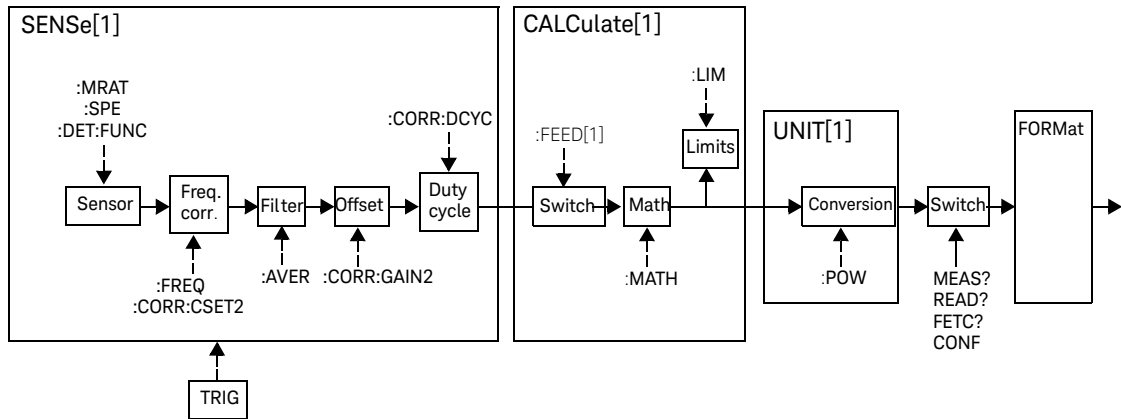 SENSe[1]
:MRAT
:SPE
:DET:FUNC
:CORR:DCYC
Sensor
Freq.
corr.
Filter
Offset
Duty
cycle
:FREQ
:CORR:CSET2
:AVER
:CORR:GAIN2
TRIG
CALCulate[1]
:LIM
:FEED[1]
Limits
Switch
Math
:MATH
UNIT[1]
Conversion
:POW
Switch
MEAS?
READ?
FETC?
CONF
FORMat